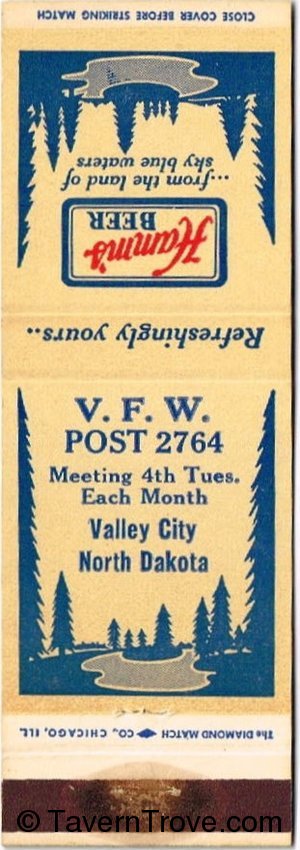 CLOSE COVER BEFORE STRIKING MATCH
...from the land of
sky blue waters
Hamm's
BEER
Refreshingly yours..
V. F. W.
POST 2764
Meeting 4th Tues.
Each Month
Valley City
North Dakota
The DIAMOND MATCH CO., CHICAGO, ILL.
© TavernTrove.com